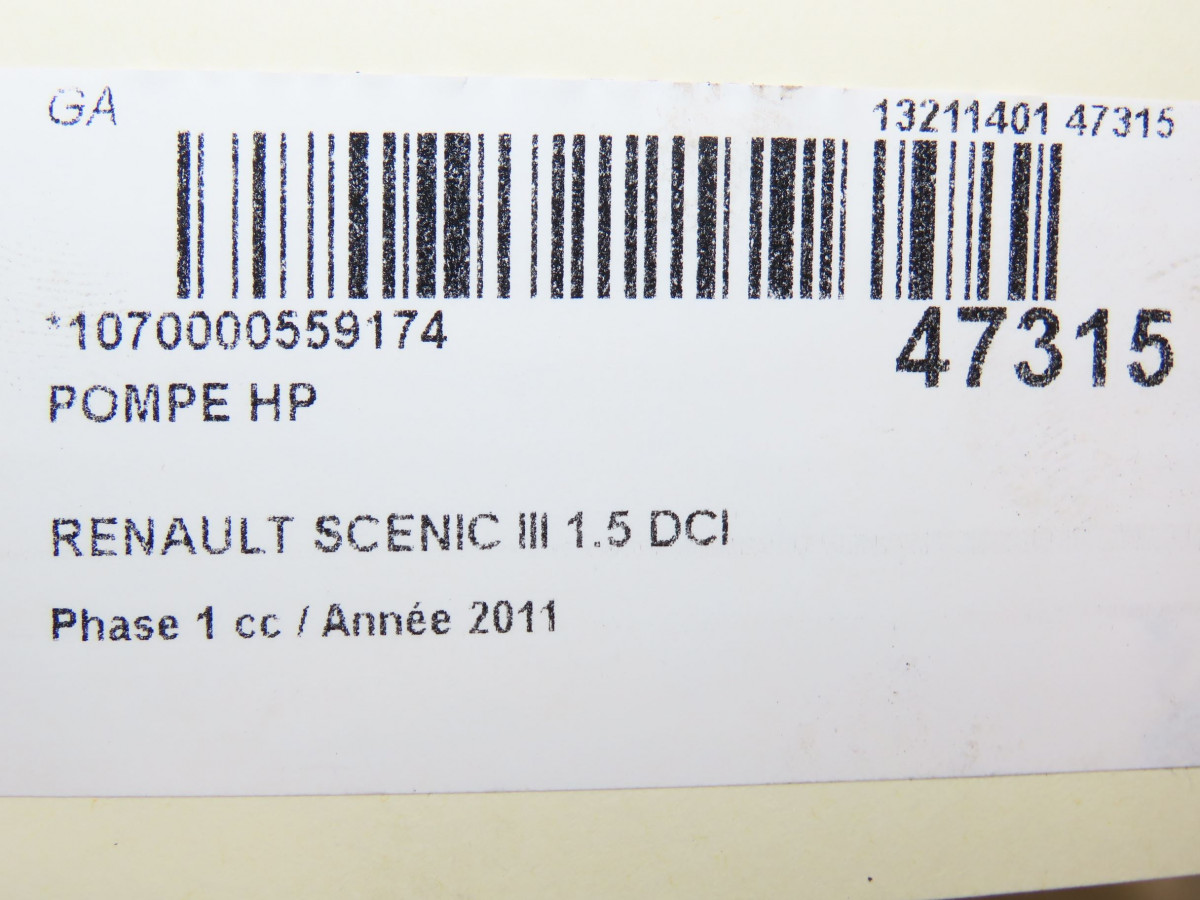 GA
13211401 47315
*1070000559174
47315
POMPE HP
RENAULT SCENIC III 1.5 DCI
Phase 1 cc / Année 2011